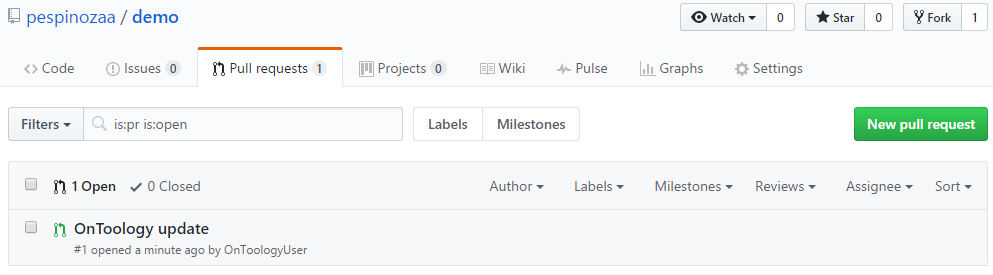 pespinozaa / demo Watch 0 Star 0 Fork 1
Code Issues 0 Pull requests 1 Projects 0 Wiki Pulse Graphs Settings
Filters is:pr is:open Labels Milestones New pull request
1 Open 0 Closed Author Labels Milestones Reviews Assignee Sort
OnToology update
#1 opened a minute ago by OnToologyUser